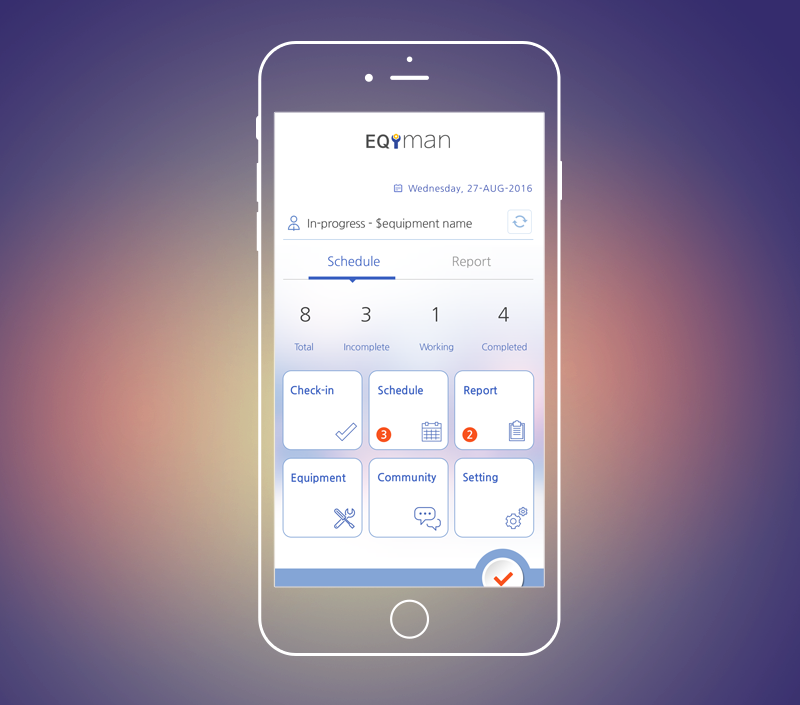 EQiman
Wednesday, 27-AUG-2016
In-progress - $equipment name
Schedule Report
8 3 1 4
Total Incomplete Working Completed
Check-in Schedule Report
3 2
Equipment Community Setting